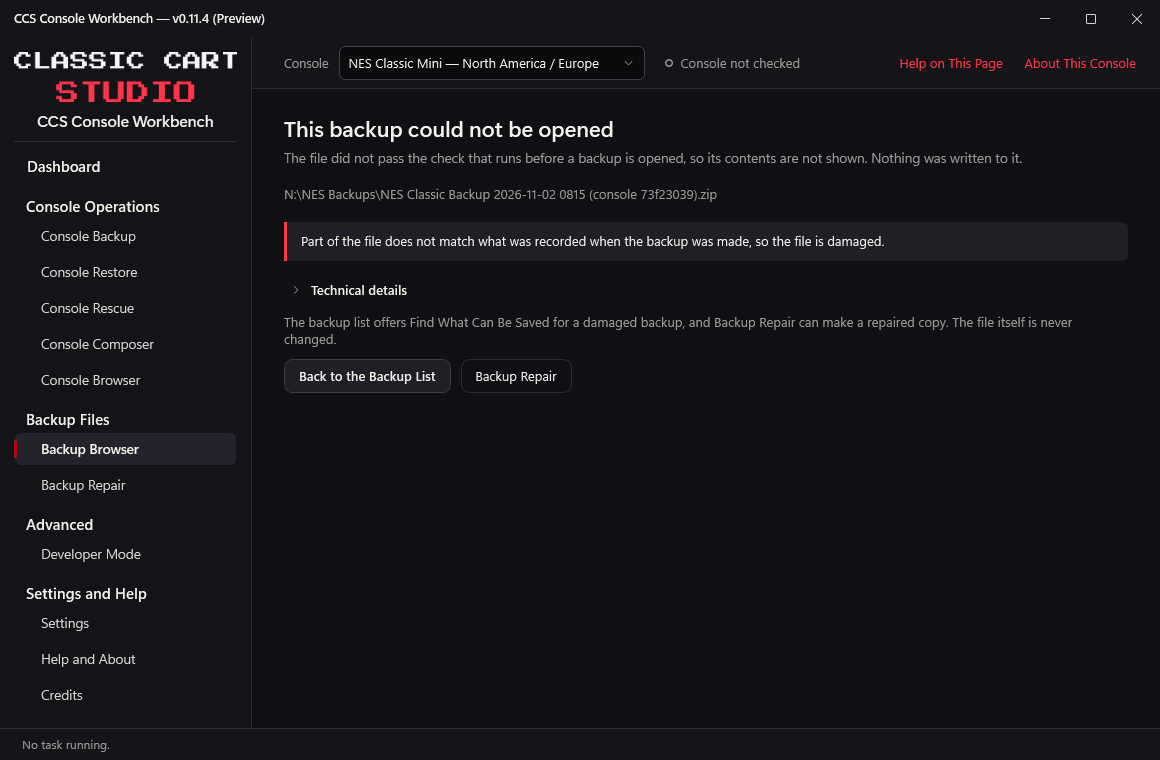 CCS Console Workbench — v0.11.4 (Preview)
CLASSIC CART
STUDIO
CCS Console Workbench
Dashboard
Console Operations
Console Backup
Console Restore
Console Rescue
Console Composer
Console Browser
Backup Files
Backup Browser
Backup Repair
Advanced
Developer Mode
Settings and Help
Settings
Help and About
Credits
Console
NES Classic Mini — North America / Europe
Console not checked
Help on This Page
About This Console
This backup could not be opened
The file did not pass the check that runs before a backup is opened, so its contents are not shown. Nothing was written to it.
N:\NES Backups\NES Classic Backup 2026-11-02 0815 (console 73f23039).zip
Part of the file does not match what was recorded when the backup was made, so the file is damaged.
Technical details
The backup list offers Find What Can Be Saved for a damaged backup, and Backup Repair can make a repaired copy. The file itself is never
changed.
Back to the Backup List
Backup Repair
No task running.